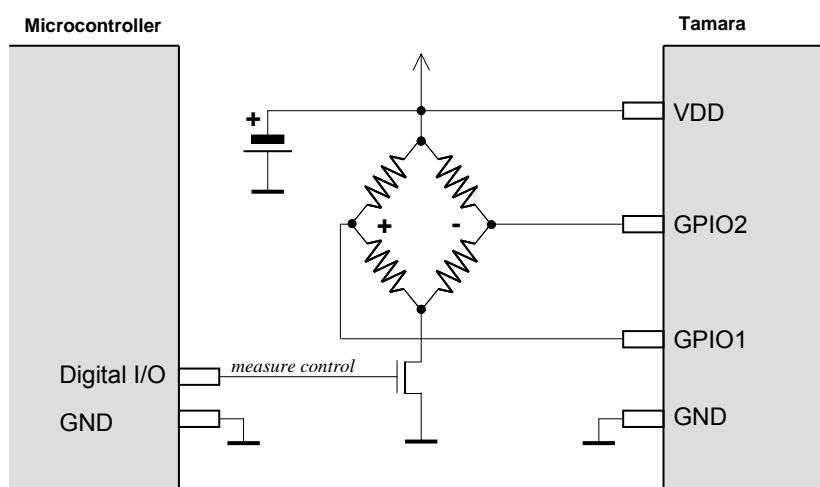 Microcontroller
Tamara
+
VDD
+
-
GPIO2
GPIO1
Digital I/O
measure control
GND
GND